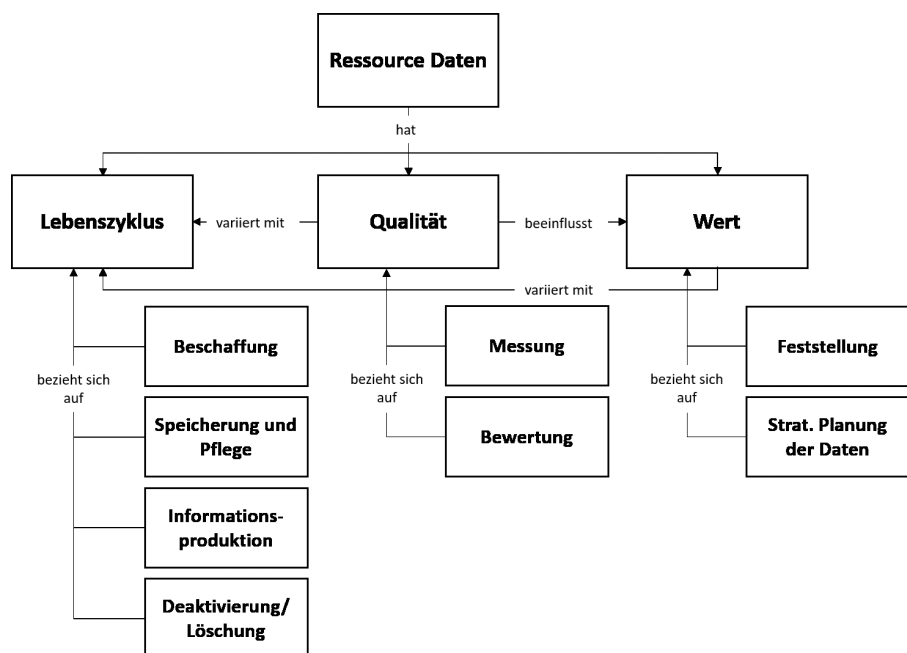 Ressource Daten
hat
Lebenszyklus
variiert mit
Qualität
beeinflusst
Wert
variiert mit
Beschaffung
Messung
Feststellung
bezieht sich
auf
bezieht sich
auf
bezieht sich
auf
Speicherung und
Pflege
Bewertung
Strat. Planung
der Daten
Informations-
produktion
Deaktivierung/
Löschung